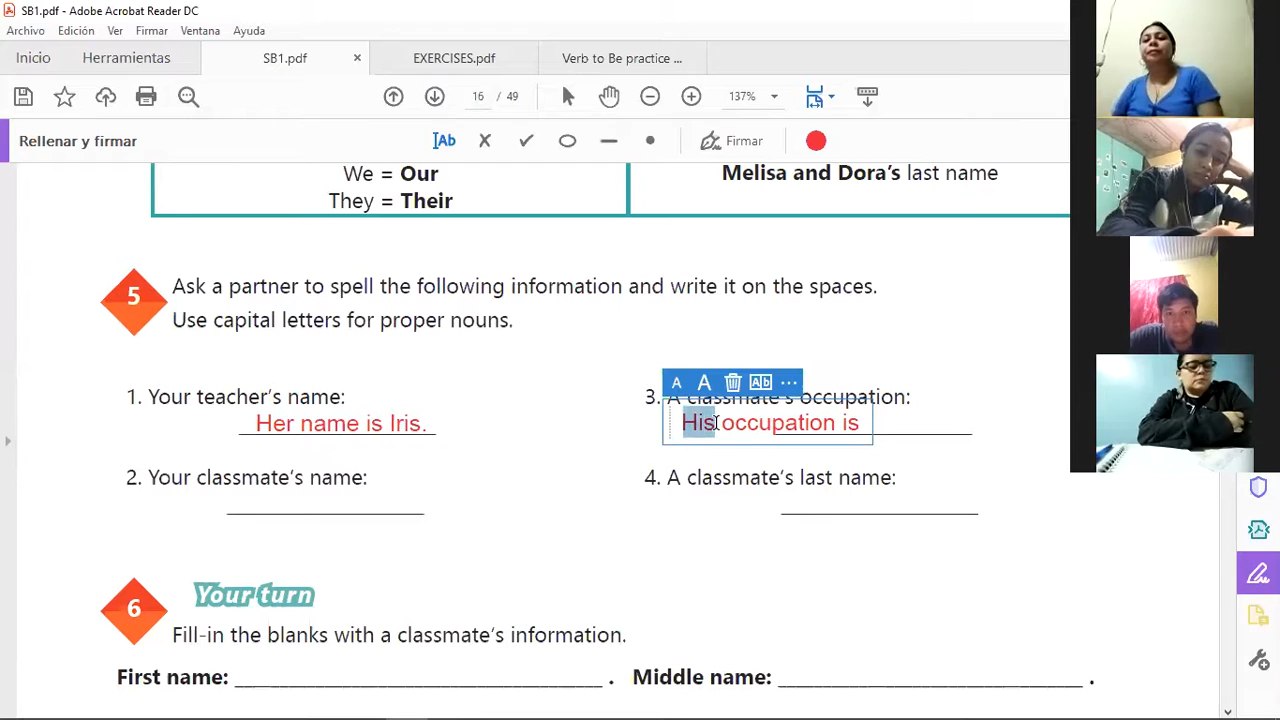 SB1.pdf - Adobe Acrobat Reader DC
Archivo Edición Ver Firmar Ventana Ayuda
Inicio Herramientas SB1.pdf × EXERCISES.pdf Verb to Be practice ...
16 / 49 137%
Rellenar y firmar Ab Firmar
We = Our
They = Their
Melisa and Dora's last name
5 Ask a partner to spell the following information and write it on the spaces.
Use capital letters for proper nouns.
A A Ab ...
1. Your teacher's name:
Her name is Iris.
3. A classmate's occupation:
His occupation is
2. Your classmate's name:
4. A classmate's last name:
6 Your turn
Fill-in the blanks with a classmate's information.
First name: ______________________ . Middle name: ______________________ .